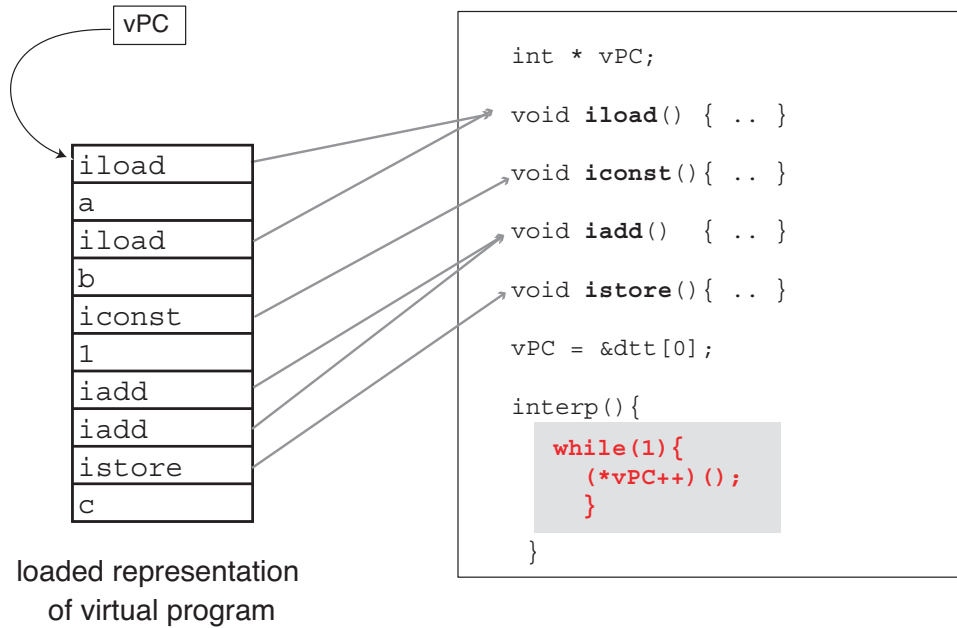 vPC
iload
a
iload
b
iconst
1
iadd
iadd
istore
c
loaded representation
of virtual program
int * vPC;
void iload() { .. }
void iconst(){ .. }
void iadd() { .. }
void istore(){ .. }
vPC = &dtt[0];
interp(){
while(1){
(*vPC++)();
}
}